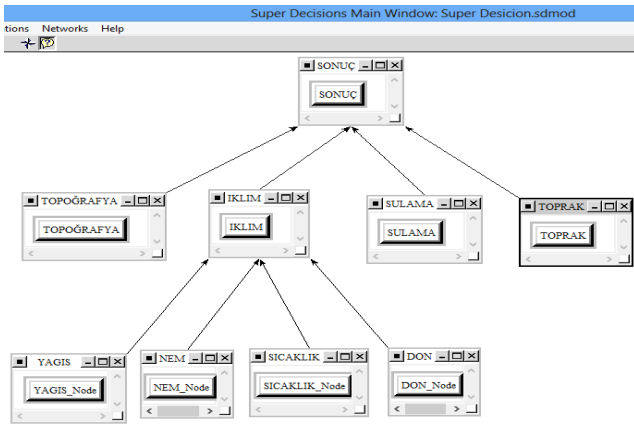 Super Decisions Main Window: Super Desicion.sdmod
tions Networks Help
SONUÇ
SONUÇ
TOPOĞRAFYA
TOPOĞRAFYA
IKLIM
IKLIM
SULAMA
SULAMA
TOPRAK
TOPRAK
YAGIS
YAGIS_Node
NEM
NEM_Node
SICAKLIK
SICAKLIK_Node
DON
DON_Node